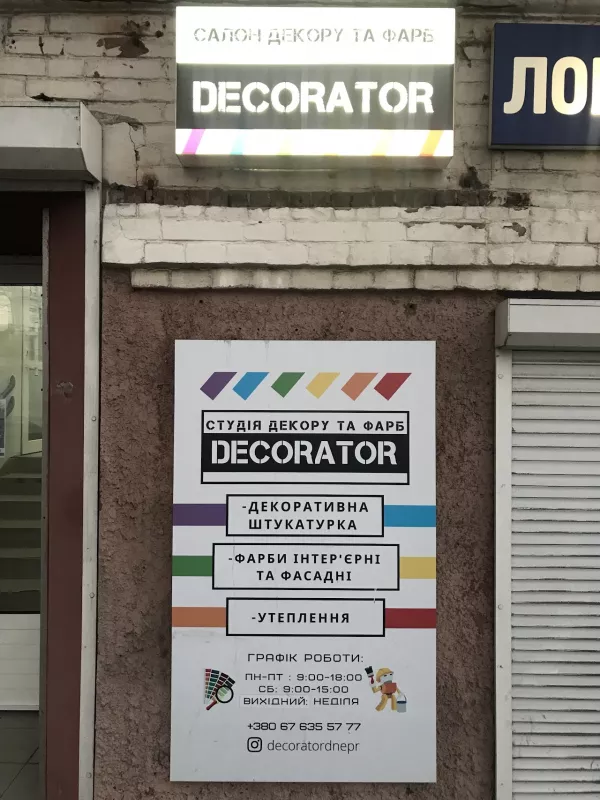 САЛОН ДЕКОРУ ТА ФАРБ
DECORATOR
СТУДІЯ ДЕКОРУ ТА ФАРБ
DECORATOR
-ДЕКОРАТИВНА
ШТУКАТУРКА
-ФАРБИ ІНТЕР'ЄРНІ
ТА ФАСАДНІ
-УТЕПЛЕННЯ
ГРАФІК РОБОТИ:
ПН-ПТ : 9:00-18:00
СБ: 9:00-15:00
ВИХІДНИЙ: НЕДІЛЯ
+380 67 635 57 77
decoratordnepr